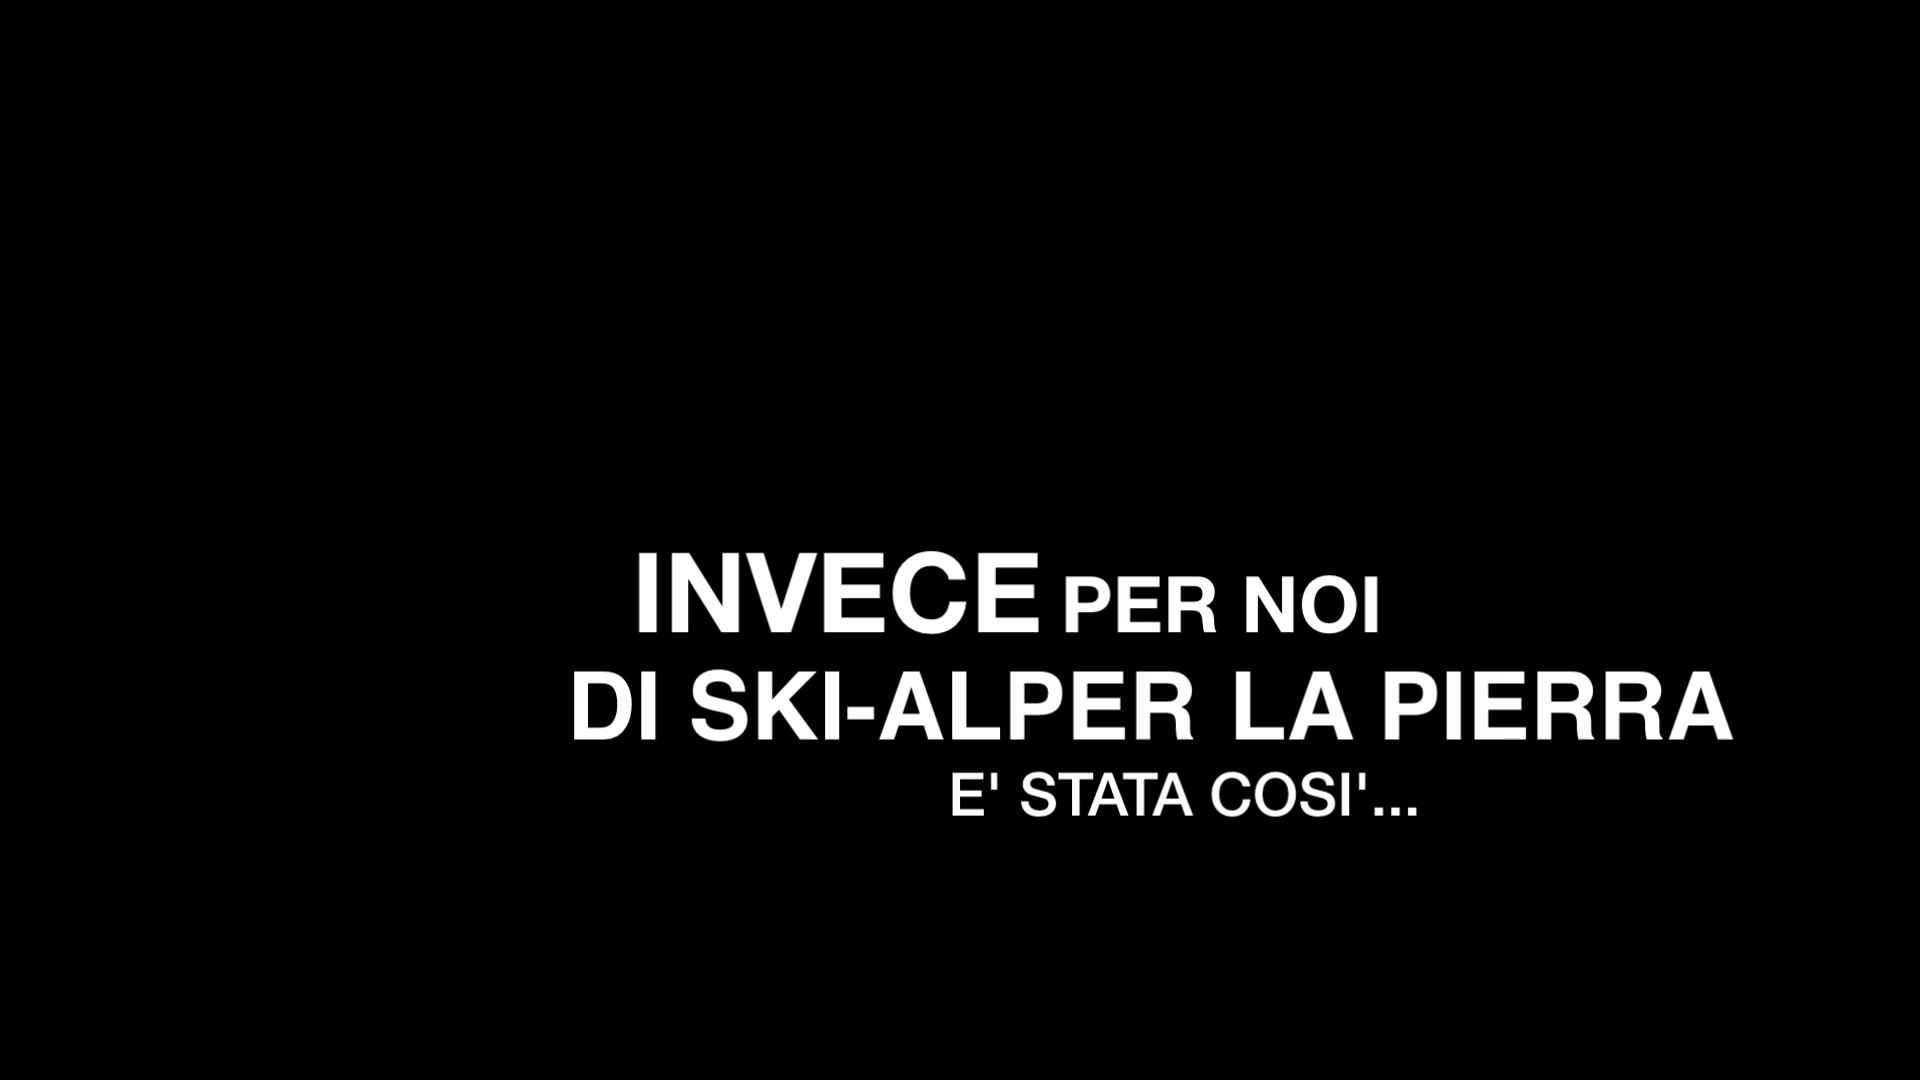 INVECE PER NOI
DI SKI-ALPER LA PIERRA
E' STATA COSI'...